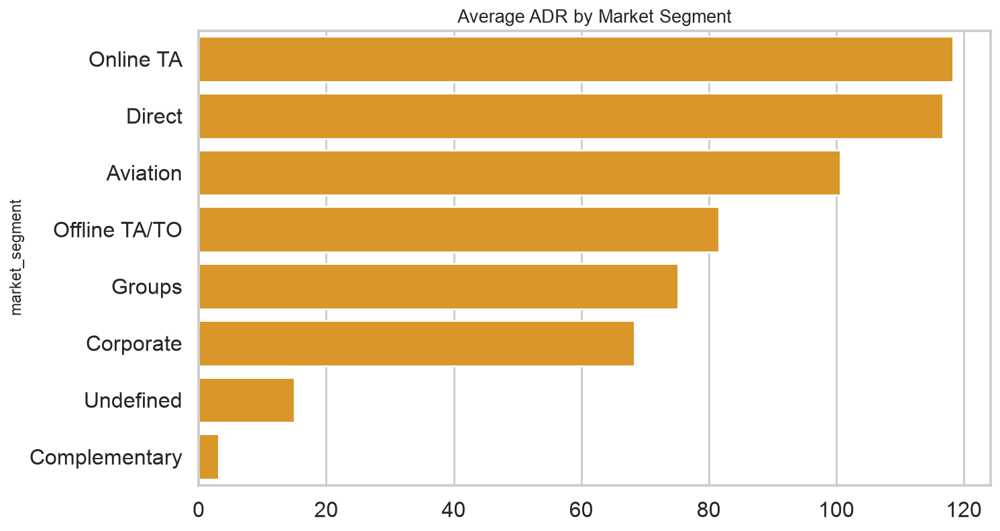 Average ADR by Market Segment
Online TA
Direct
Aviation
Offline TA/TO
Groups
Corporate
Undefined
Complementary
market_segment
0 20 40 60 80 100 120